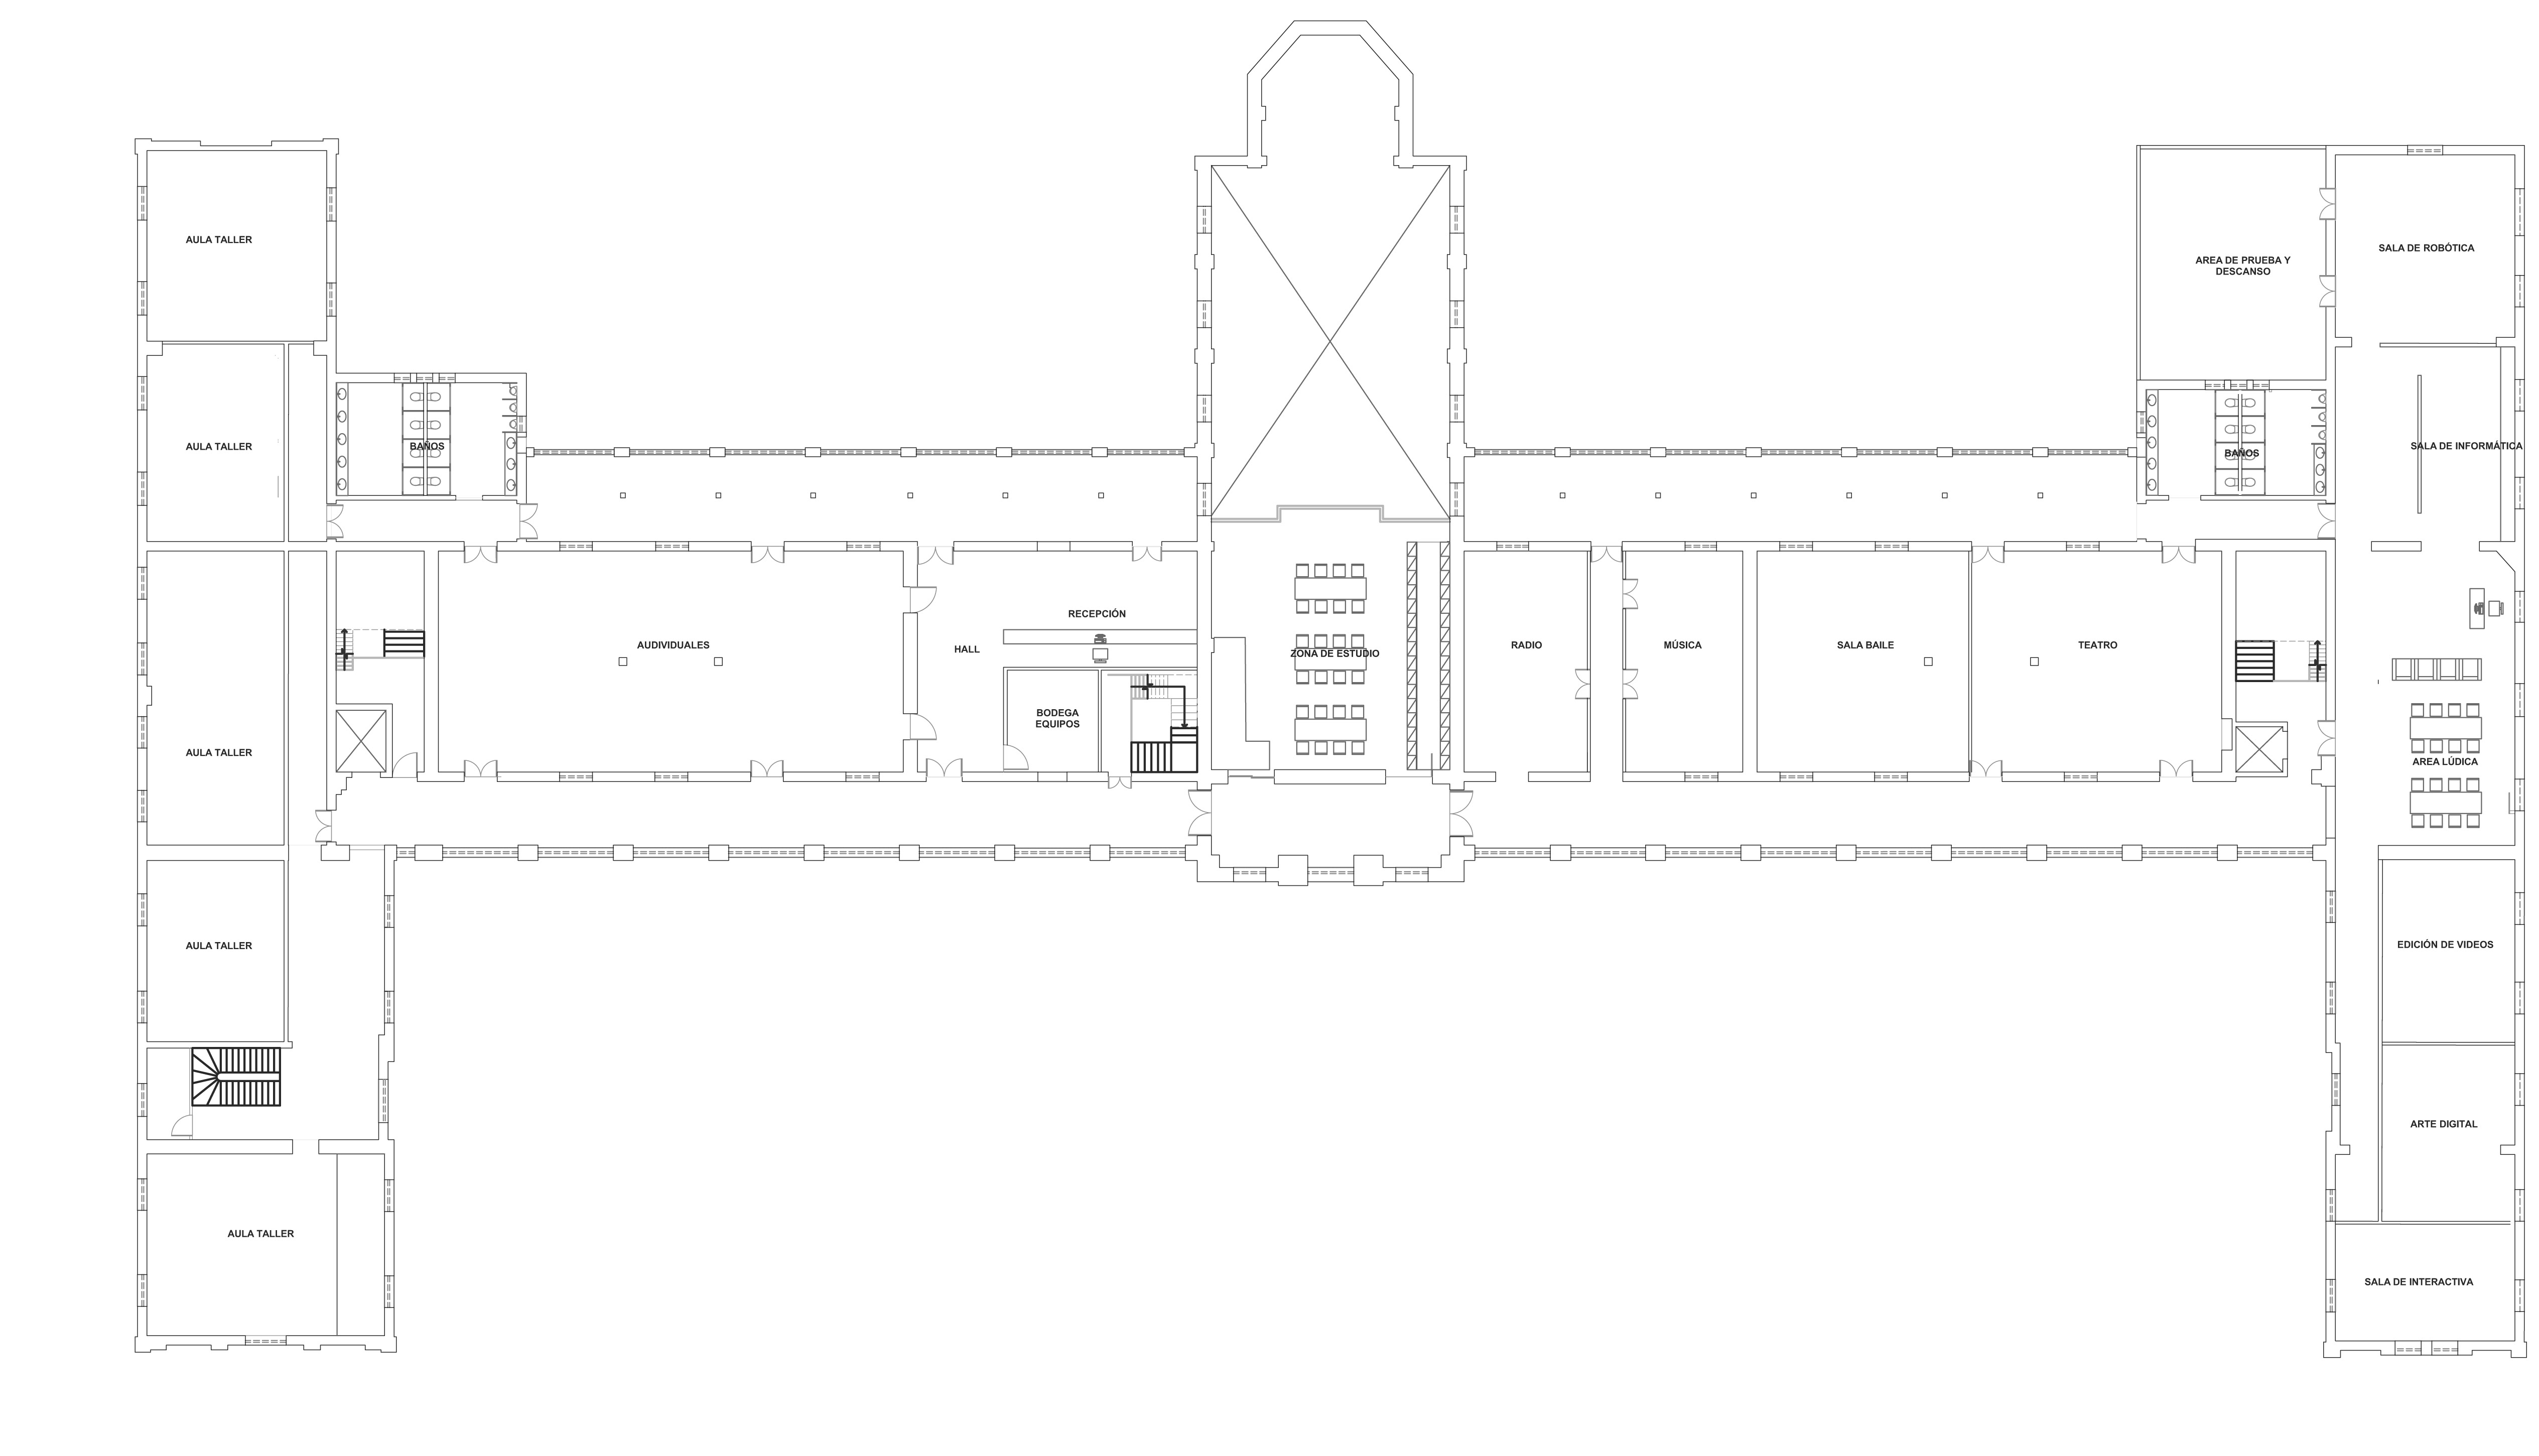 AULA TALLER
SALA DE ROBÓTICA
AREA DE PRUEBA Y
DESCANSO
AULA TALLER
BAÑOS
BAÑOS
SALA DE INFORMÁTICA
RECEPCIÓN
AUDIVIDUALES
HALL
ZONA DE ESTUDIO
RADIO
MÚSICA
SALA BAILE
TEATRO
BODEGA
EQUIPOS
AULA TALLER
AREA LÚDICA
AULA TALLER
EDICIÓN DE VIDEOS
ARTE DIGITAL
AULA TALLER
SALA DE INTERACTIVA